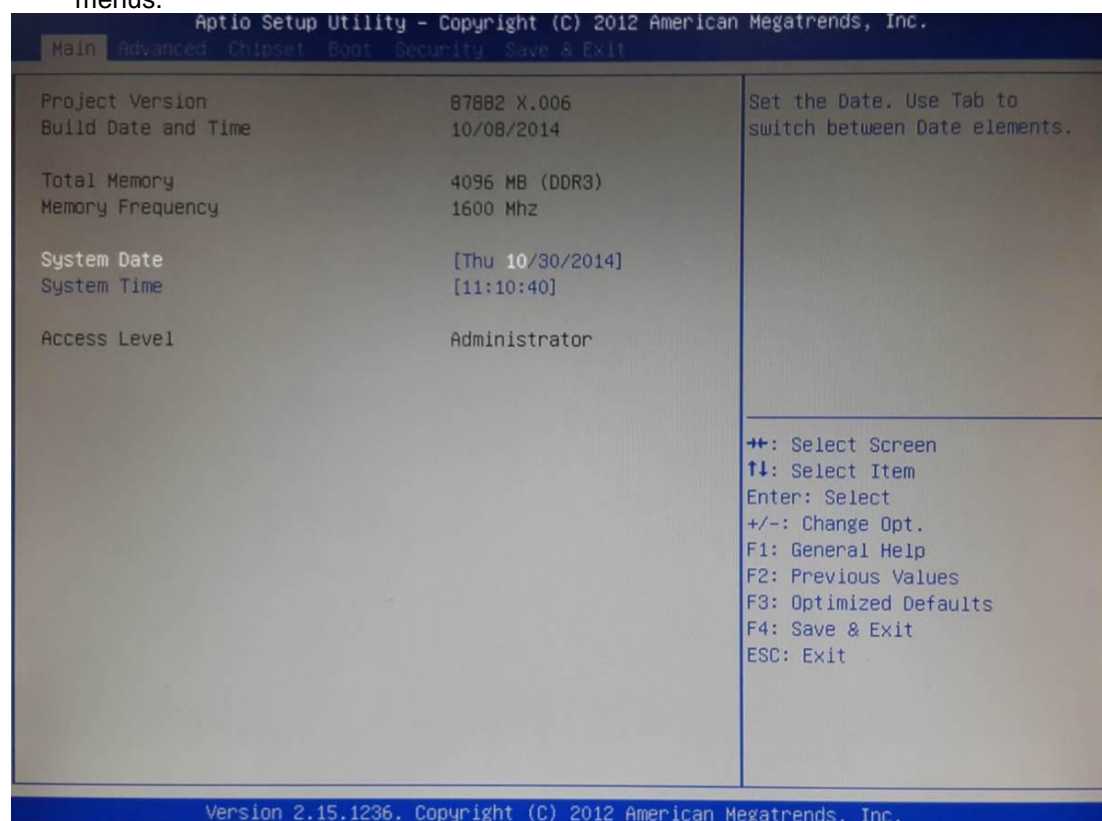 menus.
Aptio Setup Utility – Copyright (C) 2012 American Megatrends, Inc.
Main Advanced Chipset Boot Security Save & Exit
Project Version 87882 X.006
Build Date and Time 10/08/2014
Total Memory 4096 MB (DDR3)
Memory Frequency 1600 Mhz
System Date [Thu 10/30/2014]
System Time [11:10:40]
Access Level Administrator
Set the Date. Use Tab to
switch between Date elements.
→←: Select Screen
↑↓: Select Item
Enter: Select
+/-: Change Opt.
F1: General Help
F2: Previous Values
F3: Optimized Defaults
F4: Save & Exit
ESC: Exit
Version 2.15.1236. Copyright (C) 2012 American Megatrends, Inc.